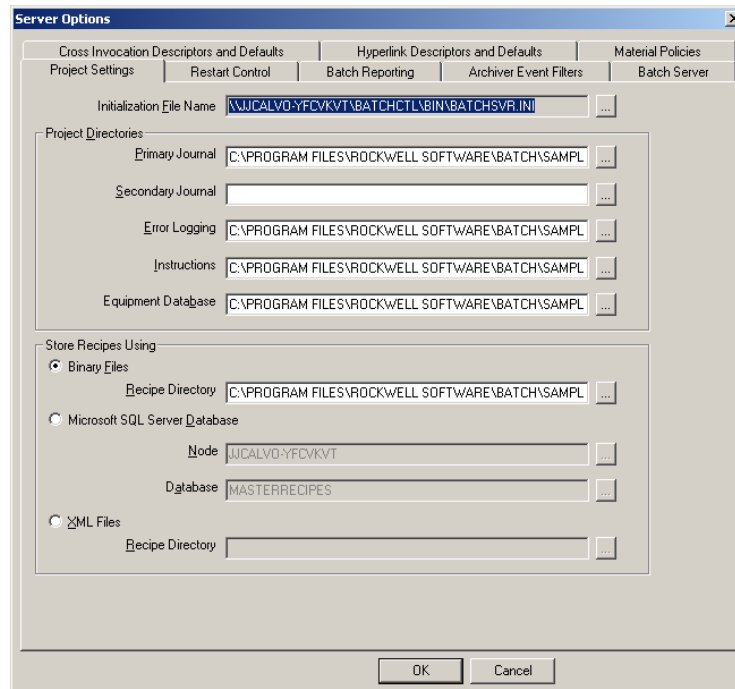 Server Options
Cross Invocation Descriptors and Defaults Hyperlink Descriptors and Defaults Material Policies
Project Settings Restart Control Batch Reporting Archiver Event Filters Batch Server
Initialization File Name \\JJCALVO-YFCVKVT\BATCHCTL\BIN\BATCHSVR.INI ...
Project Directories
Primary Journal C:\PROGRAM FILES\ROCKWELL SOFTWARE\BATCH\SAMPL ...
Secondary Journal ...
Error Logging C:\PROGRAM FILES\ROCKWELL SOFTWARE\BATCH\SAMPL ...
Instructions C:\PROGRAM FILES\ROCKWELL SOFTWARE\BATCH\SAMPL ...
Equipment Database C:\PROGRAM FILES\ROCKWELL SOFTWARE\BATCH\SAMPL ...
Store Recipes Using
Binary Files
Recipe Directory C:\PROGRAM FILES\ROCKWELL SOFTWARE\BATCH\SAMPL ...
Microsoft SQL Server Database
Node JJCALVO-YFCVKVT ...
Database MASTERRECIPES ...
XML Files
Recipe Directory ...
OK Cancel